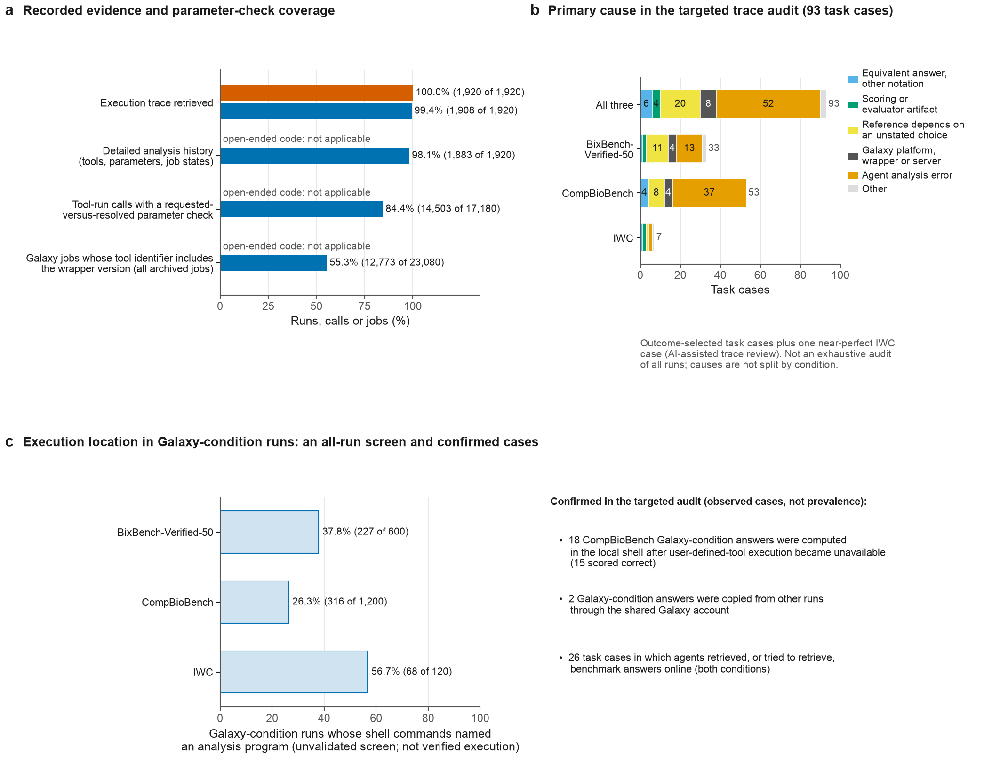 a Recorded evidence and parameter-check coverage
Execution trace retrieved
100.0% (1,920 of 1,920)
99.4% (1,908 of 1,920)
Detailed analysis history
(tools, parameters, job states)
open-ended code: not applicable
98.1% (1,883 of 1,920)
Tool-run calls with a requested-
versus-resolved parameter check
open-ended code: not applicable
84.4% (14,503 of 17,180)
Galaxy jobs whose tool identifier includes
the wrapper version (all archived jobs)
open-ended code: not applicable
55.3% (12,773 of 23,080)
0 25 50 75 100
Runs, calls or jobs (%)
b Primary cause in the targeted trace audit (93 task cases)
All three
6 4 20 8 52 93
BixBench-
Verified-50
11 4 13 33
CompBioBench
4 8 4 37 53
IWC
7
0 20 40 60 80 100
Task cases
Equivalent answer,
other notation
Scoring or
evaluator artifact
Reference depends on
an unstated choice
Galaxy platform,
wrapper or server
Agent analysis error
Other
Outcome-selected task cases plus one near-perfect IWC
case (AI-assisted trace review). Not an exhaustive audit
of all runs; causes are not split by condition.
c Execution location in Galaxy-condition runs: an all-run screen and confirmed cases
BixBench-Verified-50
37.8% (227 of 600)
CompBioBench
26.3% (316 of 1,200)
IWC
56.7% (68 of 120)
0 20 40 60 80 100
Galaxy-condition runs whose shell commands named
an analysis program (unvalidated screen; not verified execution)
Confirmed in the targeted audit (observed cases, not prevalence):
• 18 CompBioBench Galaxy-condition answers were computed
in the local shell after user-defined-tool execution became unavailable
(15 scored correct)
• 2 Galaxy-condition answers were copied from other runs
through the shared Galaxy account
• 26 task cases in which agents retrieved, or tried to retrieve,
benchmark answers online (both conditions)